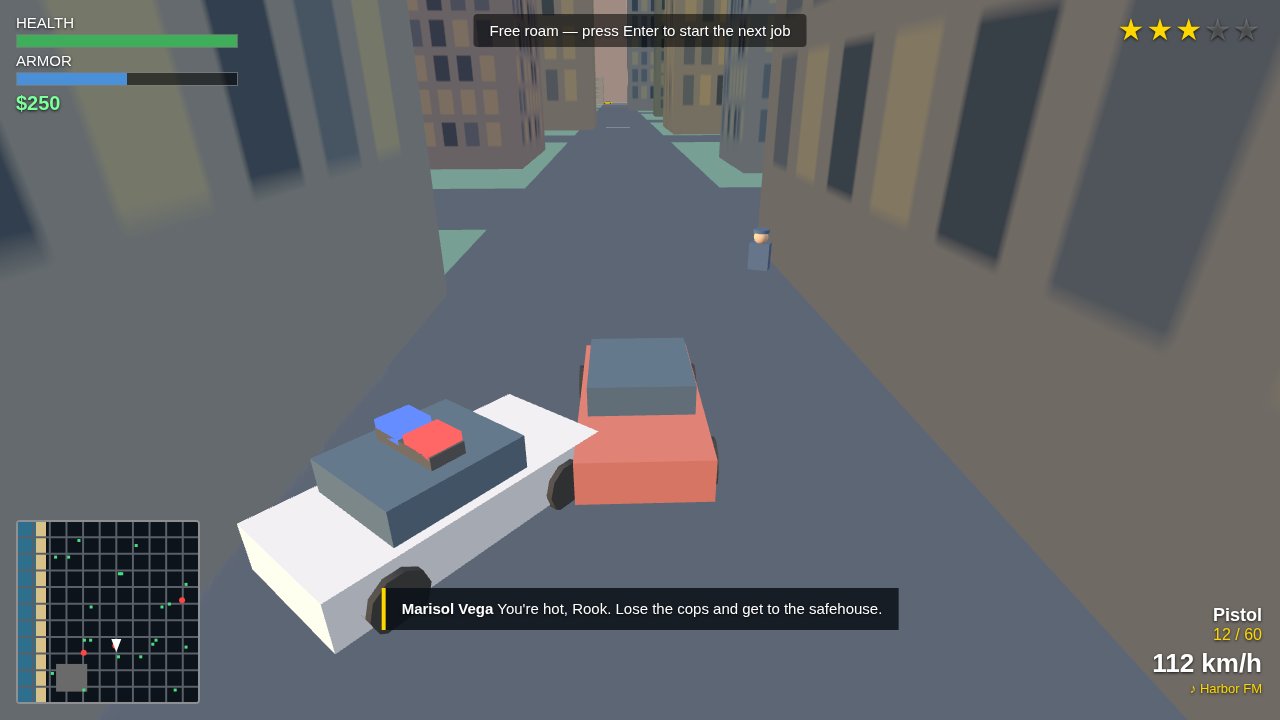 HEALTH
Free roam — press Enter to start the next job
★★★★★
ARMOR
$250
Marisol Vega You're hot, Rook. Lose the cops and get to the safehouse.
Pistol
12 / 60
112 km/h
♪ Harbor FM